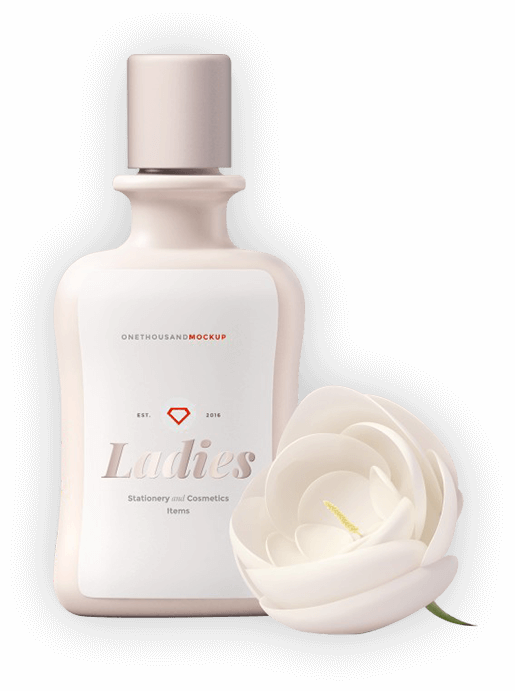 ONETHOUSANDMOCKUP
EST. 2016
Ladies
Stationery and Cosmetics
Items